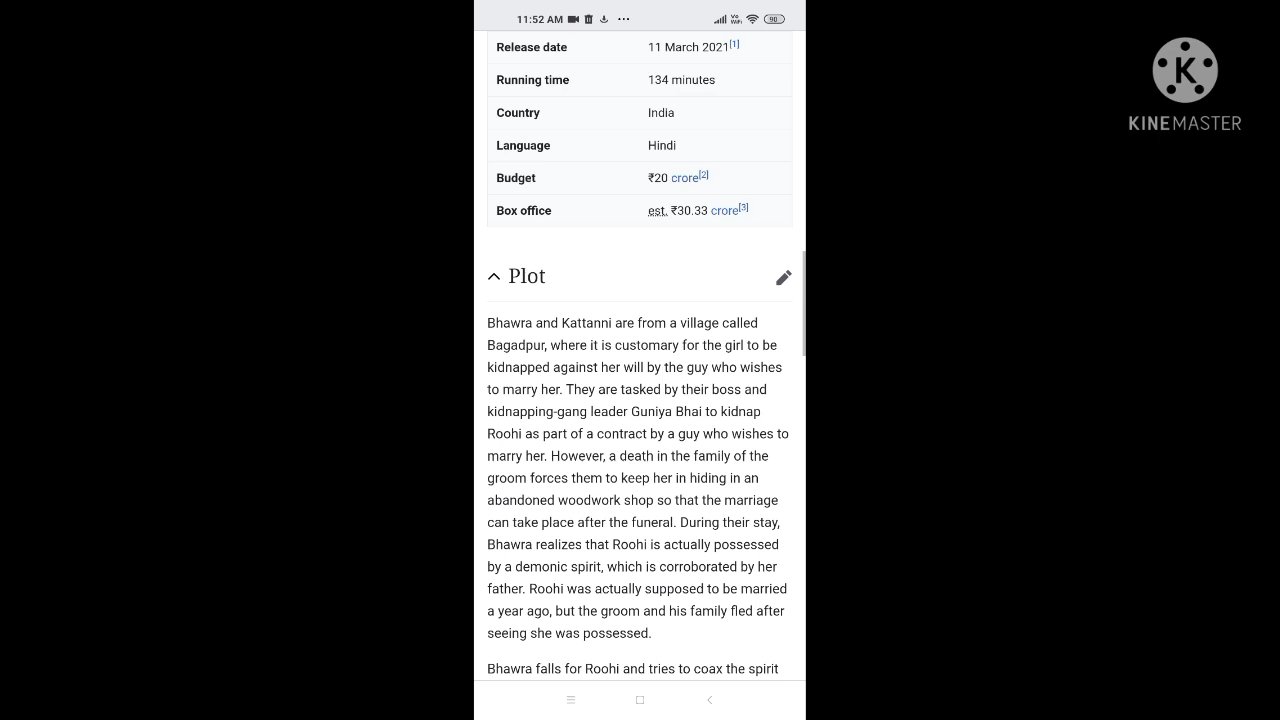 11:52 AM
Vo
WiFi
90
Release date 11 March 2021[1]
Running time 134 minutes
Country India
Language Hindi
Budget ₹20 crore[2]
Box office est. ₹30.33 crore[3]
Plot
Bhawra and Kattanni are from a village called
Bagadpur, where it is customary for the girl to be
kidnapped against her will by the guy who wishes
to marry her. They are tasked by their boss and
kidnapping-gang leader Guniya Bhai to kidnap
Roohi as part of a contract by a guy who wishes to
marry her. However, a death in the family of the
groom forces them to keep her in hiding in an
abandoned woodwork shop so that the marriage
can take place after the funeral. During their stay,
Bhawra realizes that Roohi is actually possessed
by a demonic spirit, which is corroborated by her
father. Roohi was actually supposed to be married
a year ago, but the groom and his family fled after
seeing she was possessed.
Bhawra falls for Roohi and tries to coax the spirit
K
KINEMASTER